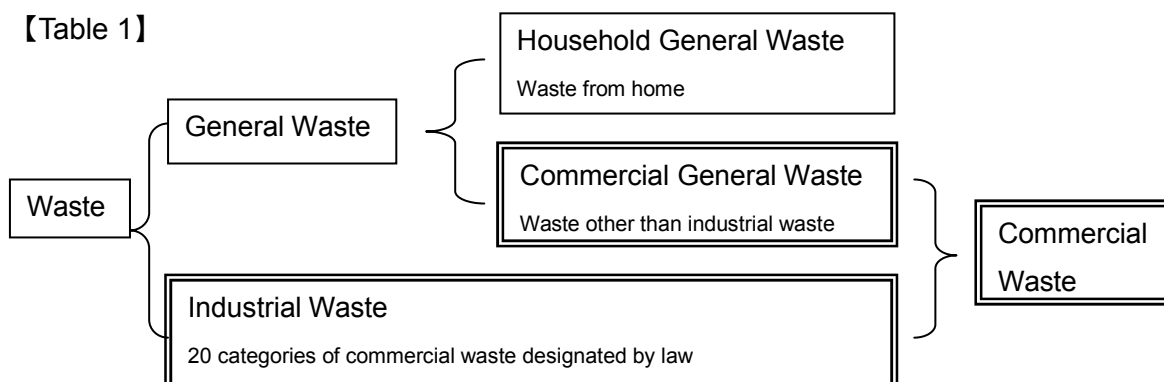 【Table 1】
Household General Waste
Waste from home
General Waste
Commercial General Waste
Waste other than industrial waste
Waste
Commercial
Waste
Industrial Waste
20 categories of commercial waste designated by law